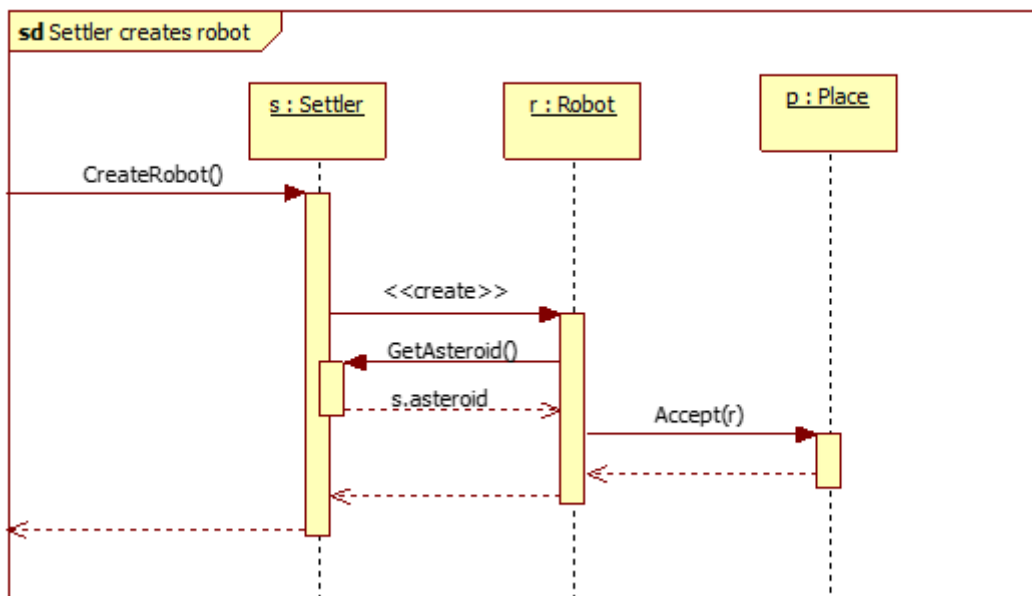 sd Settler creates robot
s : Settler
r : Robot
p : Place
CreateRobot()
<<create>>
GetAsteroid()
s.asteroid
Accept(r)